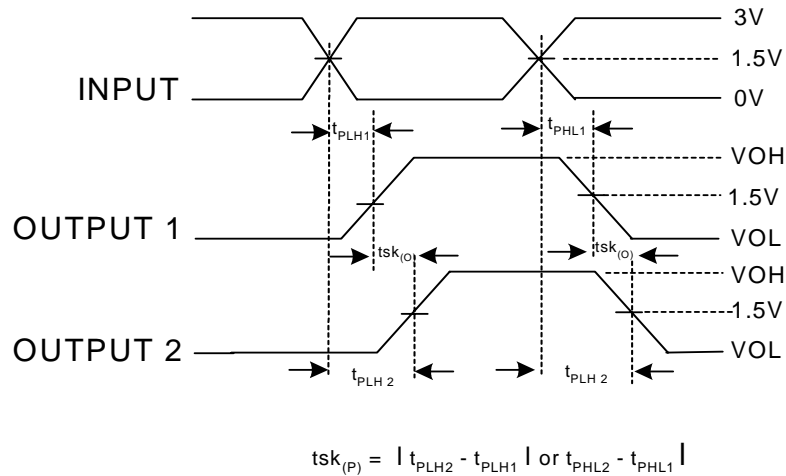 3V
1.5V
INPUT
0V
tPLH1
tPHL1
VOH
1.5V
OUTPUT 1
VOL
tsk(O)
tsk(O)
VOH
1.5V
OUTPUT 2
VOL
tPLH 2
tPLH 2
tsk(P) = | tPLH2 - tPLH1 | or tPHL2 - tPHL1 |